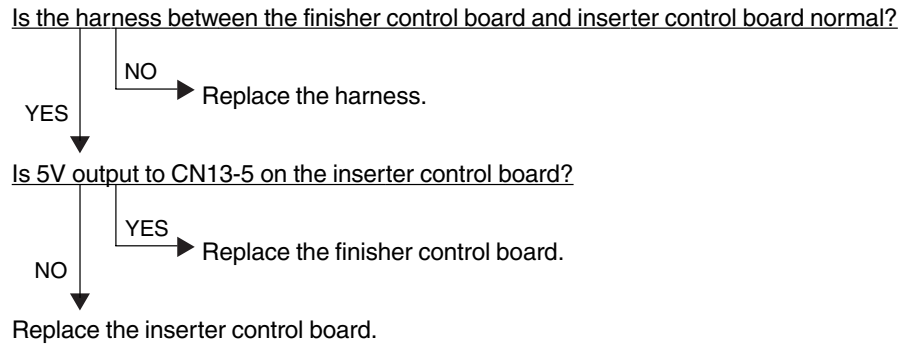 Is the harness between the finisher control board and inserter control board normal?
NO
Replace the harness.
YES
Is 5V output to CN13-5 on the inserter control board?
YES
Replace the finisher control board.
NO
Replace the inserter control board.